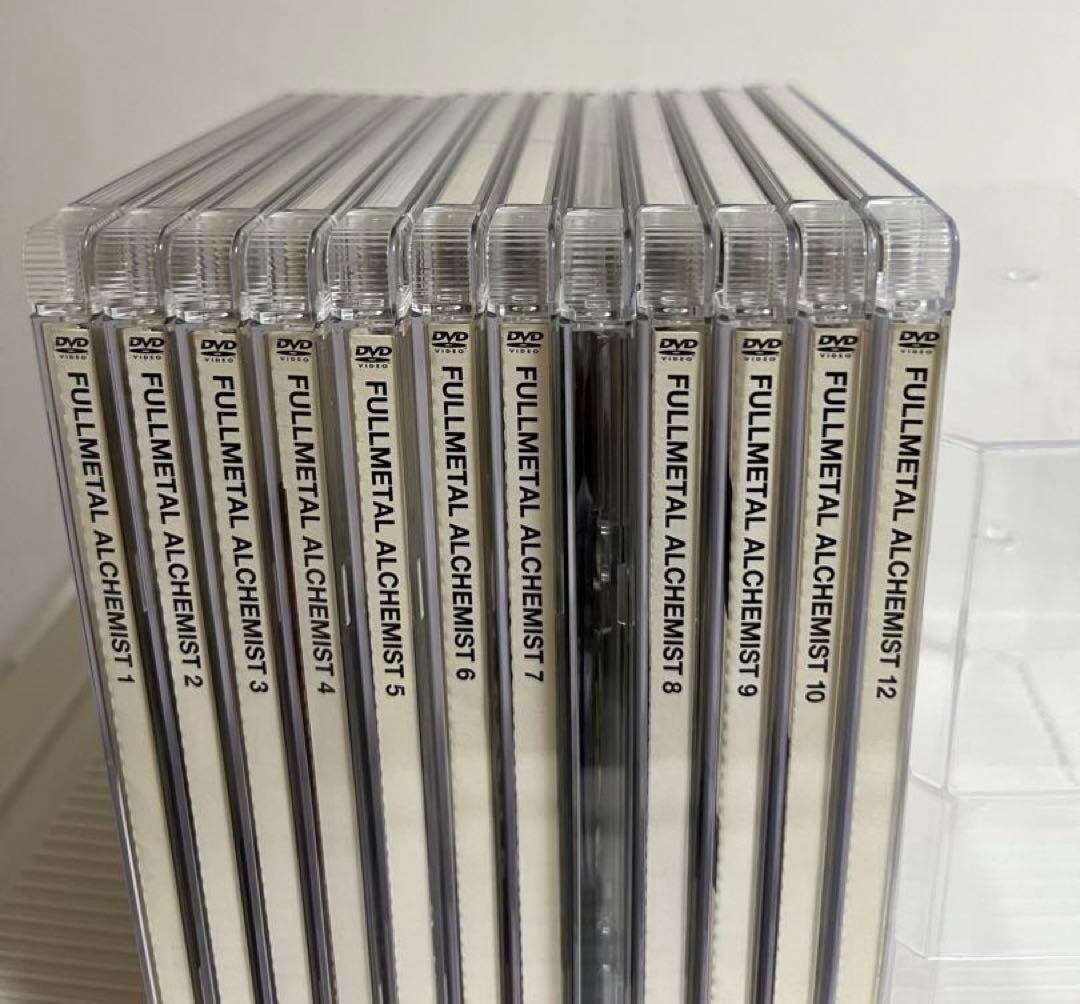 DVD VIDEO
FULLMETAL ALCHEMIST 1
DVD VIDEO
FULLMETAL ALCHEMIST 2
DVD VIDEO
FULLMETAL ALCHEMIST 3
DVD VIDEO
FULLMETAL ALCHEMIST 4
DVD VIDEO
FULLMETAL ALCHEMIST 5
DVD VIDEO
FULLMETAL ALCHEMIST 6
DVD VIDEO
FULLMETAL ALCHEMIST 7
DVD VIDEO
FULLMETAL ALCHEMIST 8
DVD VIDEO
FULLMETAL ALCHEMIST 9
DVD VIDEO
FULLMETAL ALCHEMIST 10
DVD VIDEO
FULLMETAL ALCHEMIST 12